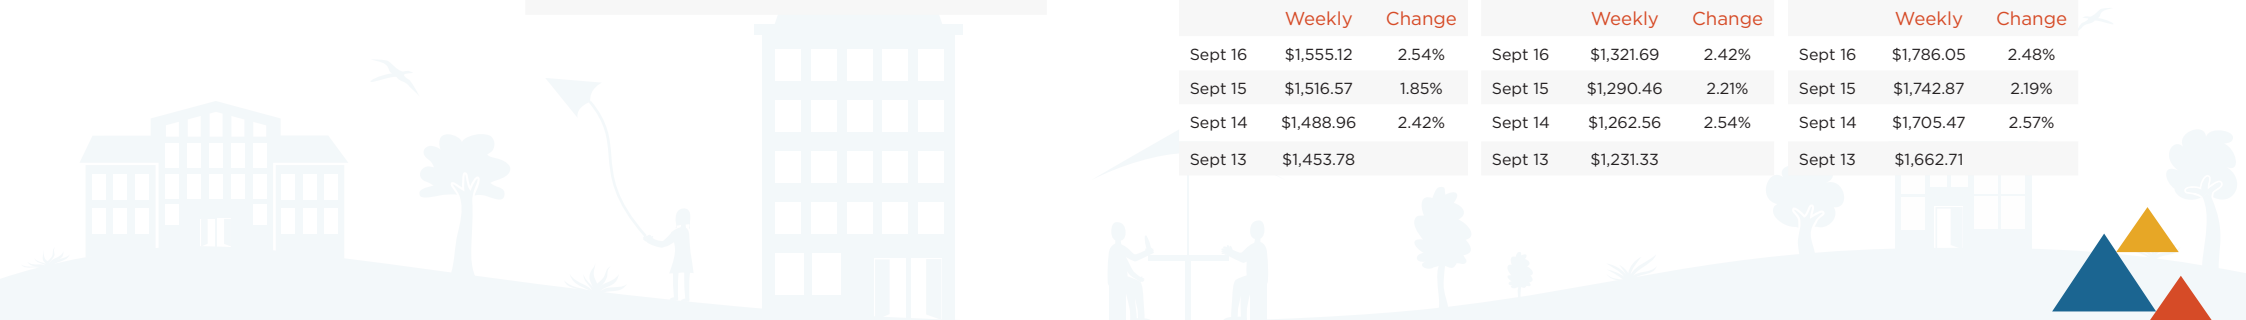 Weekly Change Weekly Change Weekly Change
Sept 16 $1,555.12 2.54% Sept 16 $1,321.69 2.42% Sept 16 $1,786.05 2.48%
Sept 15 $1,516.57 1.85% Sept 15 $1,290.46 2.21% Sept 15 $1,742.87 2.19%
Sept 14 $1,488.96 2.42% Sept 14 $1,262.56 2.54% Sept 14 $1,705.47 2.57%
Sept 13 $1,453.78 Sept 13 $1,231.33 Sept 13 $1,662.71